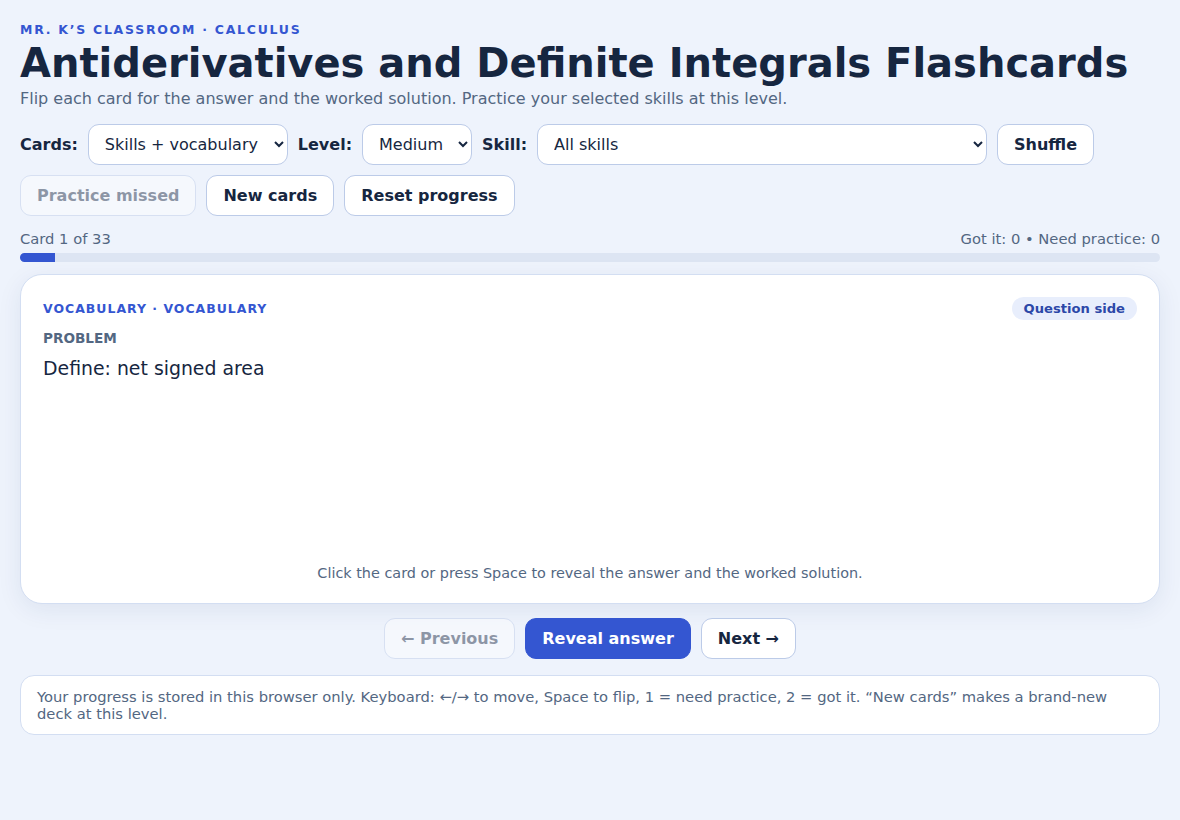 MR. K’S CLASSROOM · CALCULUS
Antiderivatives and Definite Integrals Flashcards
Flip each card for the answer and the worked solution. Practice your selected skills at this level.
Cards: Skills + vocabulary Level: Medium Skill: All skills Shuffle
Practice missed New cards Reset progress
Card 1 of 33 Got it: 0 • Need practice: 0
VOCABULARY · VOCABULARY Question side
PROBLEM
Define: net signed area
Click the card or press Space to reveal the answer and the worked solution.
← Previous Reveal answer Next →
Your progress is stored in this browser only. Keyboard: ←/→ to move, Space to flip, 1 = need practice, 2 = got it. “New cards” makes a brand-new
deck at this level.